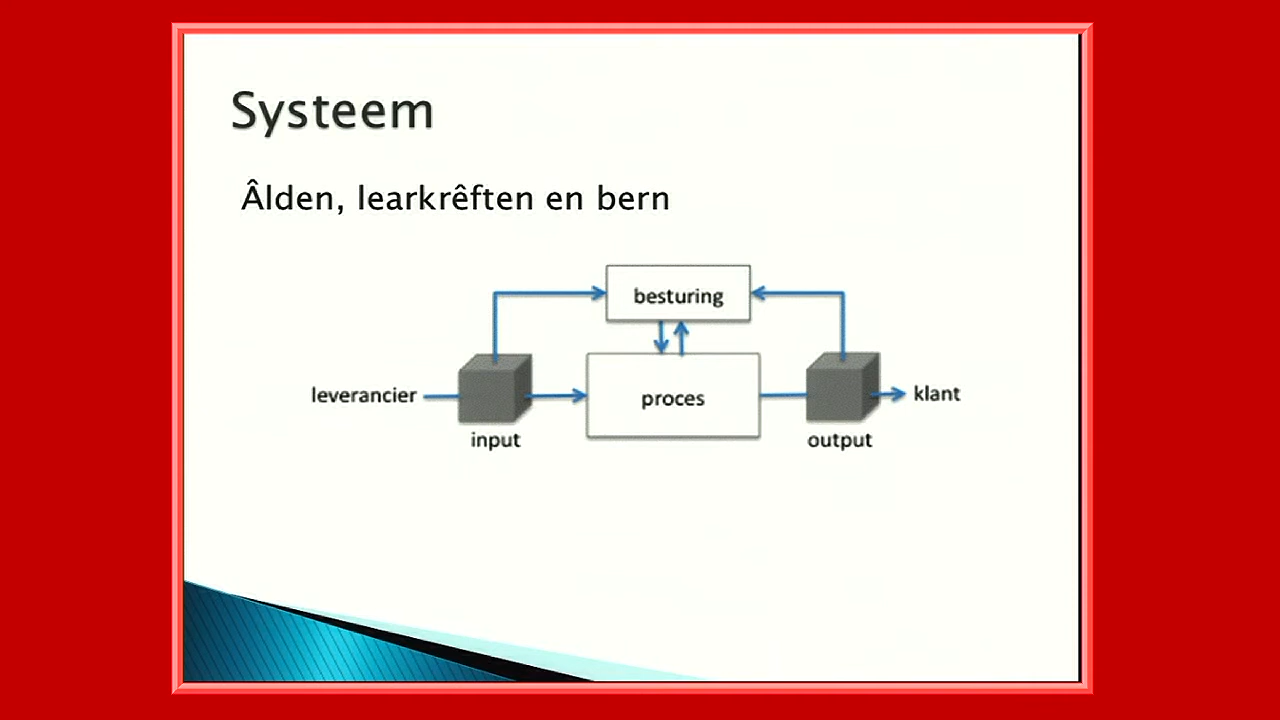 Systeem
Âlden, learkrêften en bern
besturing
leverancier
proces
klant
input
output